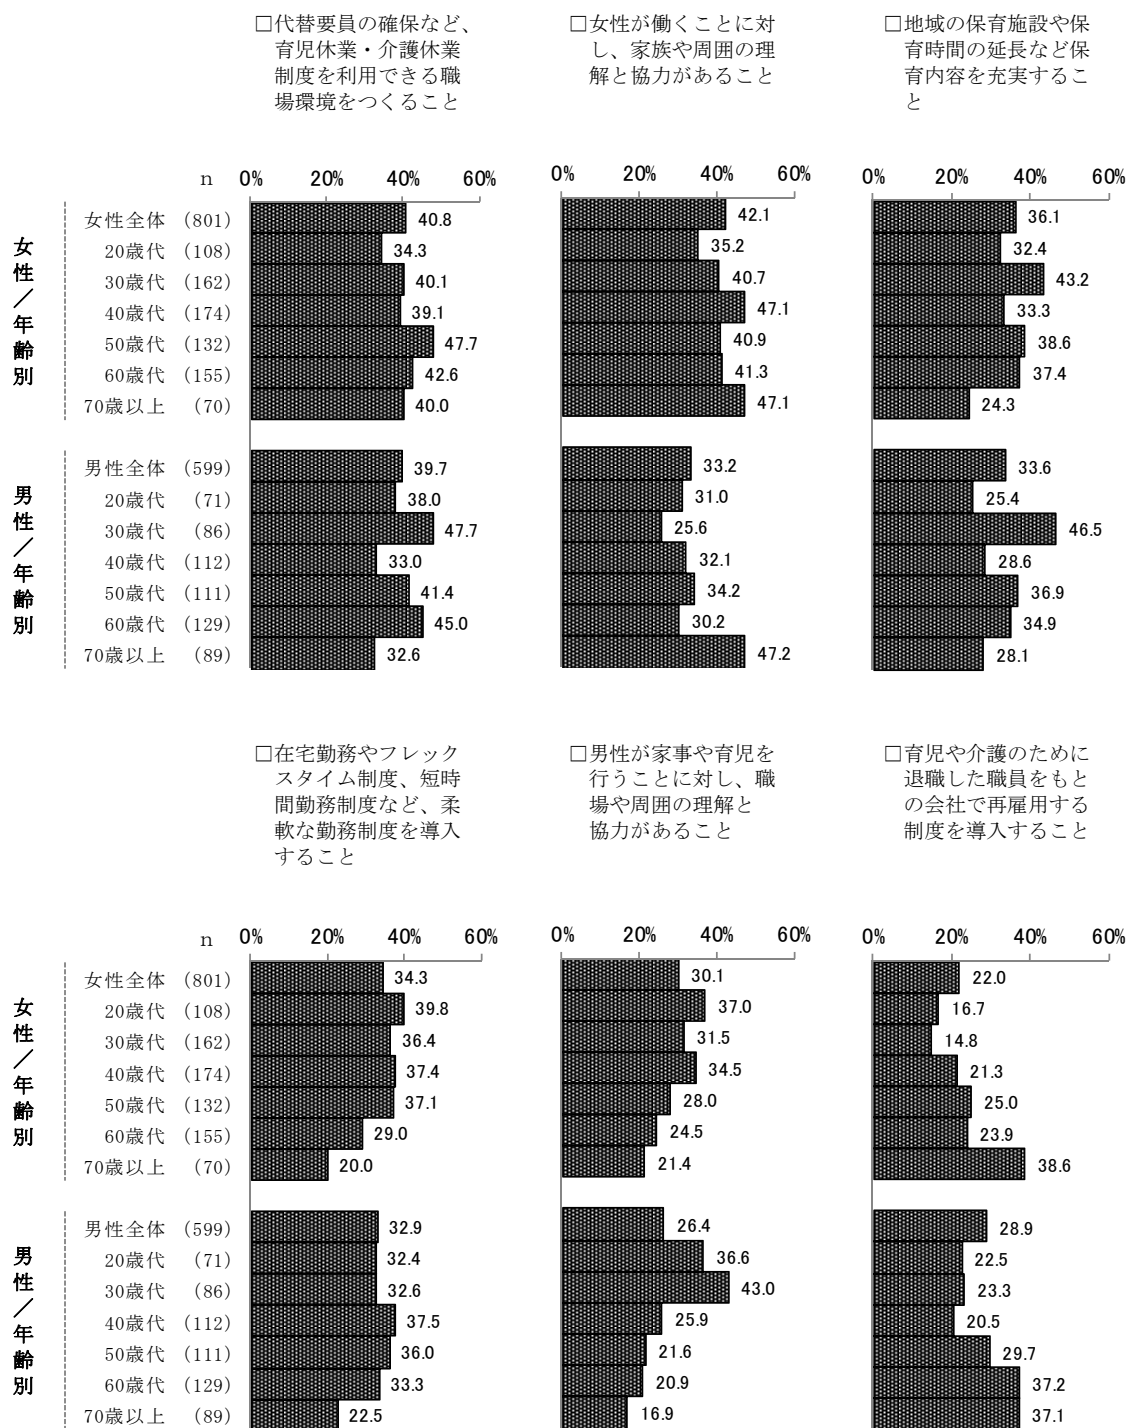 □代替要員の確保など、
育児休業・介護休業
制度を利用できる職
場環境をつくること
□女性が働くことに対
し、家族や周囲の理
解と協力があること
□地域の保育施設や保
育時間の延長など保
育内容を充実するこ
と
n 0% 20% 40% 60% 0% 20% 40% 60% 0% 20% 40% 60%
女性／年齢別
女性全体 (801) 40.8 42.1 36.1
20歳代 (108) 34.3 35.2 32.4
30歳代 (162) 40.1 40.7 43.2
40歳代 (174) 39.1 47.1 33.3
50歳代 (132) 47.7 40.9 38.6
60歳代 (155) 42.6 41.3 37.4
70歳以上 (70) 40.0 47.1 24.3
男性／年齢別
男性全体 (599) 39.7 33.2 33.6
20歳代 (71) 38.0 31.0 25.4
30歳代 (86) 47.7 25.6 46.5
40歳代 (112) 33.0 32.1 28.6
50歳代 (111) 41.4 34.2 36.9
60歳代 (129) 45.0 30.2 34.9
70歳以上 (89) 32.6 47.2 28.1
□在宅勤務やフレック
スタイム制度、短時
間勤務制度など、柔
軟な勤務制度を導入
すること
□男性が家事や育児を
行うことに対し、職
場や周囲の理解と
協力があること
□育児や介護のために
退職した職員をもと
の会社で再雇用する
制度を導入すること
n 0% 20% 40% 60% 0% 20% 40% 60% 0% 20% 40% 60%
女性／年齢別
女性全体 (801) 34.3 30.1 22.0
20歳代 (108) 39.8 37.0 16.7
30歳代 (162) 36.4 31.5 14.8
40歳代 (174) 37.4 34.5 21.3
50歳代 (132) 37.1 28.0 25.0
60歳代 (155) 29.0 24.5 23.9
70歳以上 (70) 20.0 21.4 38.6
男性／年齢別
男性全体 (599) 32.9 26.4 28.9
20歳代 (71) 32.4 36.6 22.5
30歳代 (86) 32.6 43.0 23.3
40歳代 (112) 37.5 25.9 20.5
50歳代 (111) 36.0 21.6 29.7
60歳代 (129) 33.3 20.9 37.2
70歳以上 (89) 22.5 16.9 37.1